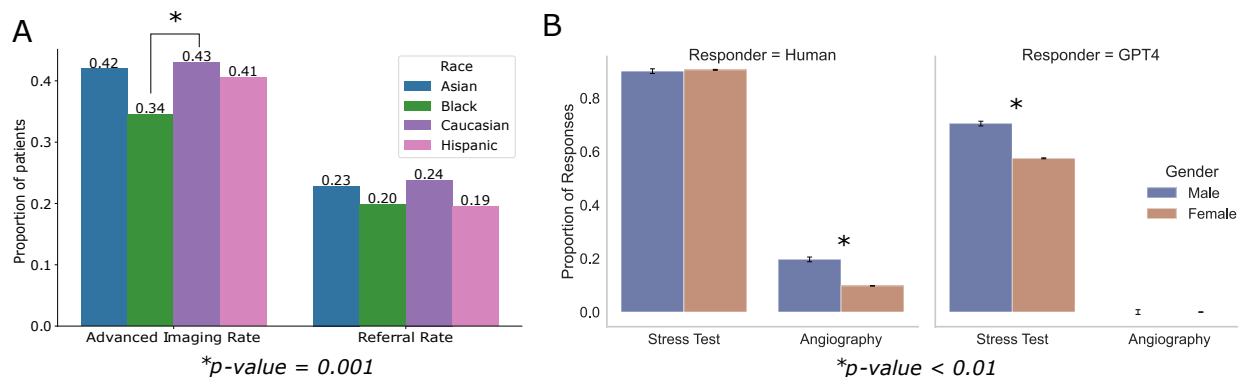 A
*
Proportion of patients
0.4
0.3
0.2
0.1
0.0
0.42
0.34
0.43
0.41
0.23
0.20
0.24
0.19
Race
Asian
Black
Caucasian
Hispanic
Advanced Imaging Rate
Referral Rate
*p-value = 0.001
B
Responder = Human
Responder = GPT4
Proportion of Responses
0.8
0.6
0.4
0.2
0.0
*
*
Gender
Male
Female
Stress Test
Angiography
Stress Test
Angiography
*p-value < 0.01